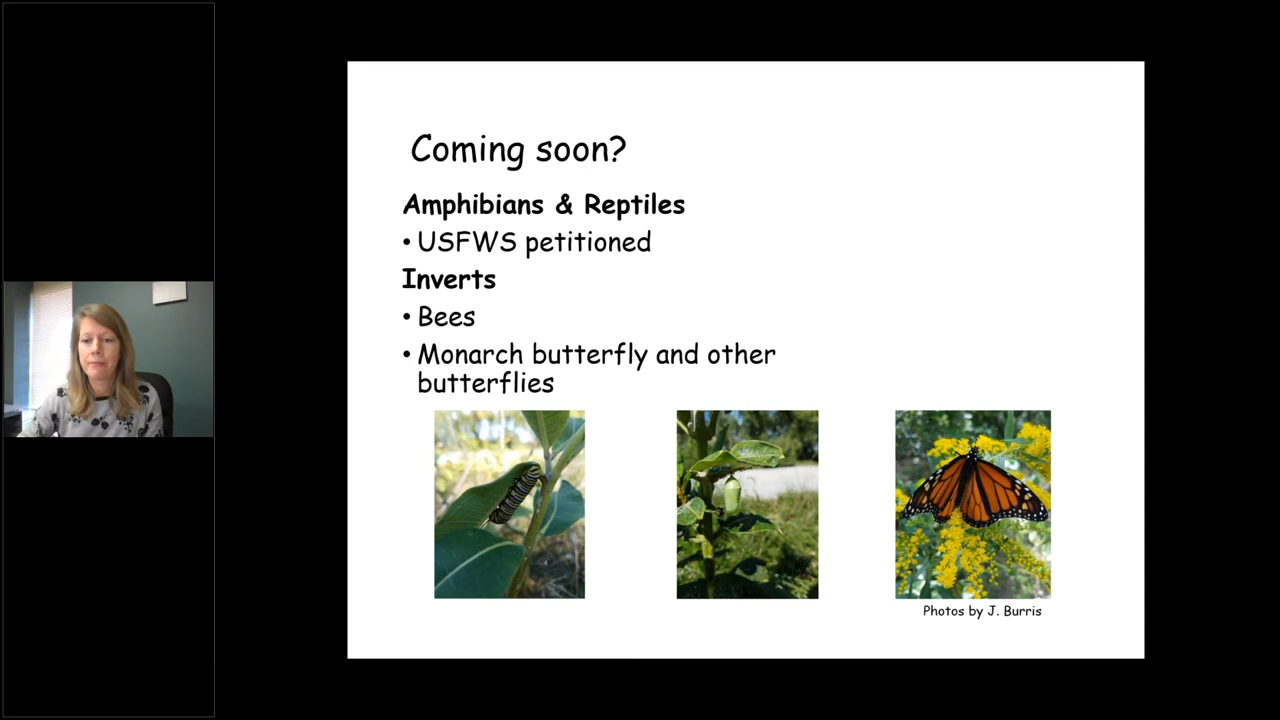 Coming soon?
Amphibians & Reptiles
• USFWS petitioned
Inverts
• Bees
• Monarch butterfly and other
butterflies
Photos by J. Burris